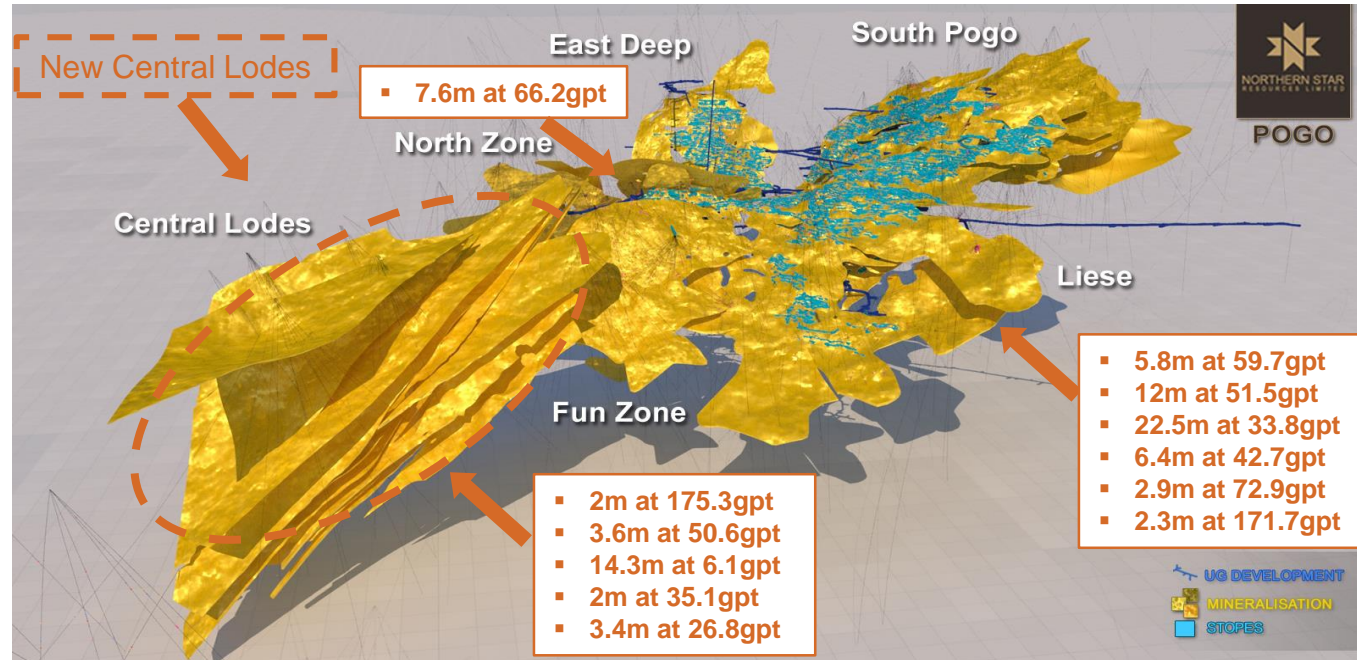 New Central Lodes
East Deep
South Pogo
NORTHERN STAR
RESOURCES LIMITED
POGO
▪ 7.6m at 66.2gpt
North Zone
Central Lodes
Liese
Fun Zone
▪ 5.8m at 59.7gpt
▪ 12m at 51.5gpt
▪ 22.5m at 33.8gpt
▪ 6.4m at 42.7gpt
▪ 2.9m at 72.9gpt
▪ 2.3m at 171.7gpt
▪ 2m at 175.3gpt
▪ 3.6m at 50.6gpt
▪ 14.3m at 6.1gpt
▪ 2m at 35.1gpt
▪ 3.4m at 26.8gpt
UG DEVELOPMENT
MINERALISATION
STOPES